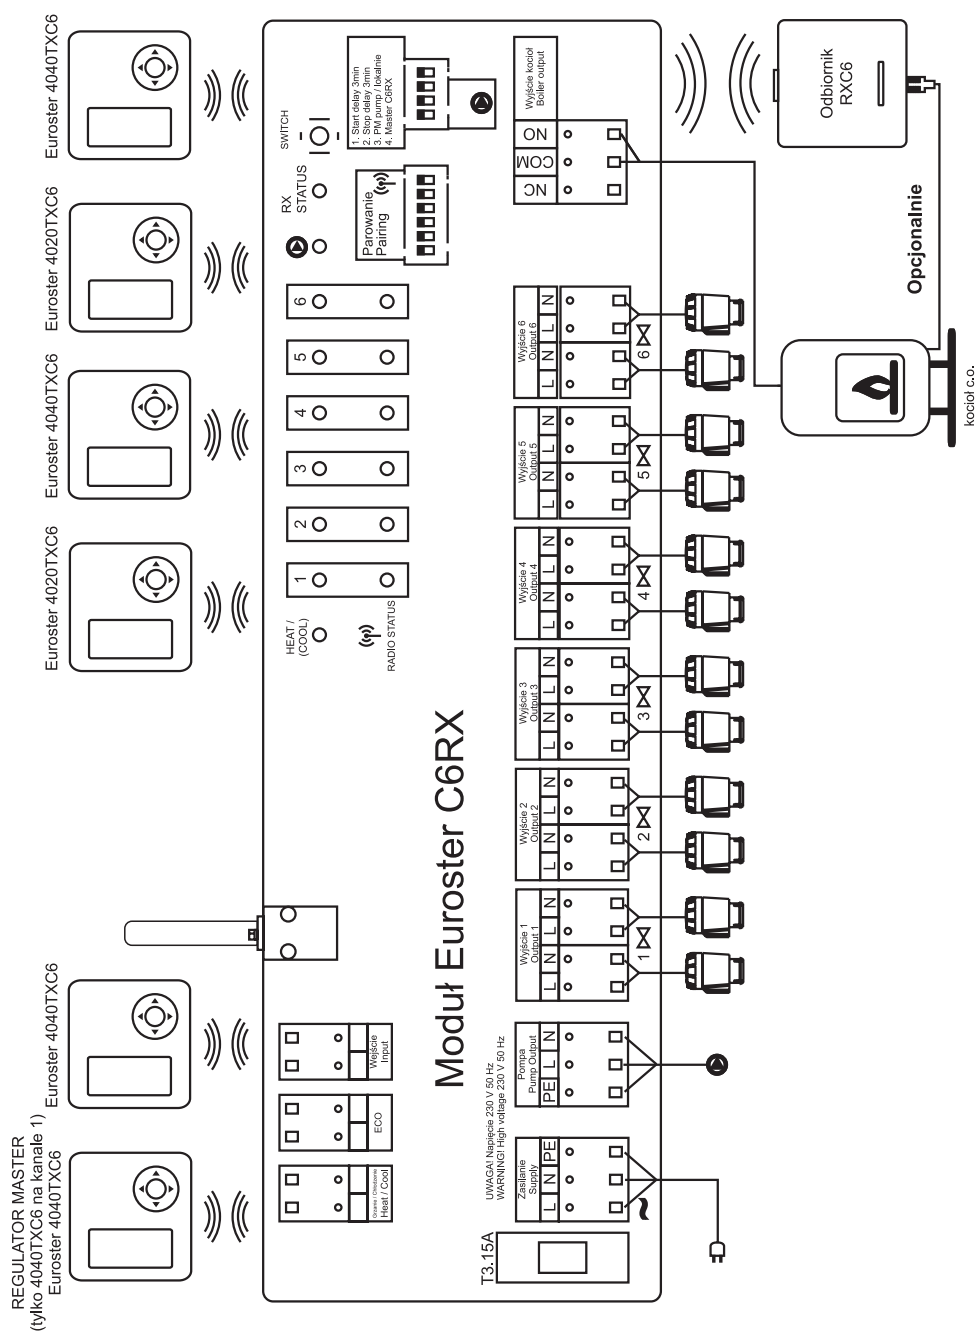 REGULATOR MASTER
(tylko 4040TXC6 na kanale 1)
Euroster 4040TXC6
Euroster 4040TXC6
Euroster 4020TXC6
Euroster 4040TXC6
Euroster 4020TXC6
Euroster 4040TXC6
Heat / Cool
ECO
Wejście
Input
HEAT /
(COOL)
RADIO STATUS
1
2
3
4
5
6
RX
STATUS
SWITCH
Parowanie
Pairing
1. Start delay 3min
2. Stop delay 3min
3. PM pump / lokalnie
4. Master C6RX
Moduł Euroster C6RX
T3.15A
UWAGA! Napięcie 230 V 50 Hz
WARNING! High voltage 230 V 50 Hz
Zasilanie
Supply
L N PE
~
Pompa
Pump Output
PE L N
Wyjście 1
Output 1
L N L N
1
Wyjście 2
Output 2
L N L N
2
Wyjście 3
Output 3
L N L N
3
Wyjście 4
Output 4
L N L N
4
Wyjście 5
Output 5
L N L N
5
Wyjście 6
Output 6
L N L N
6
Wyjście kocioł
Boiler output
NC COM NO
Odbiornik
RXC6
Opcjonalnie
kocioł c.o.